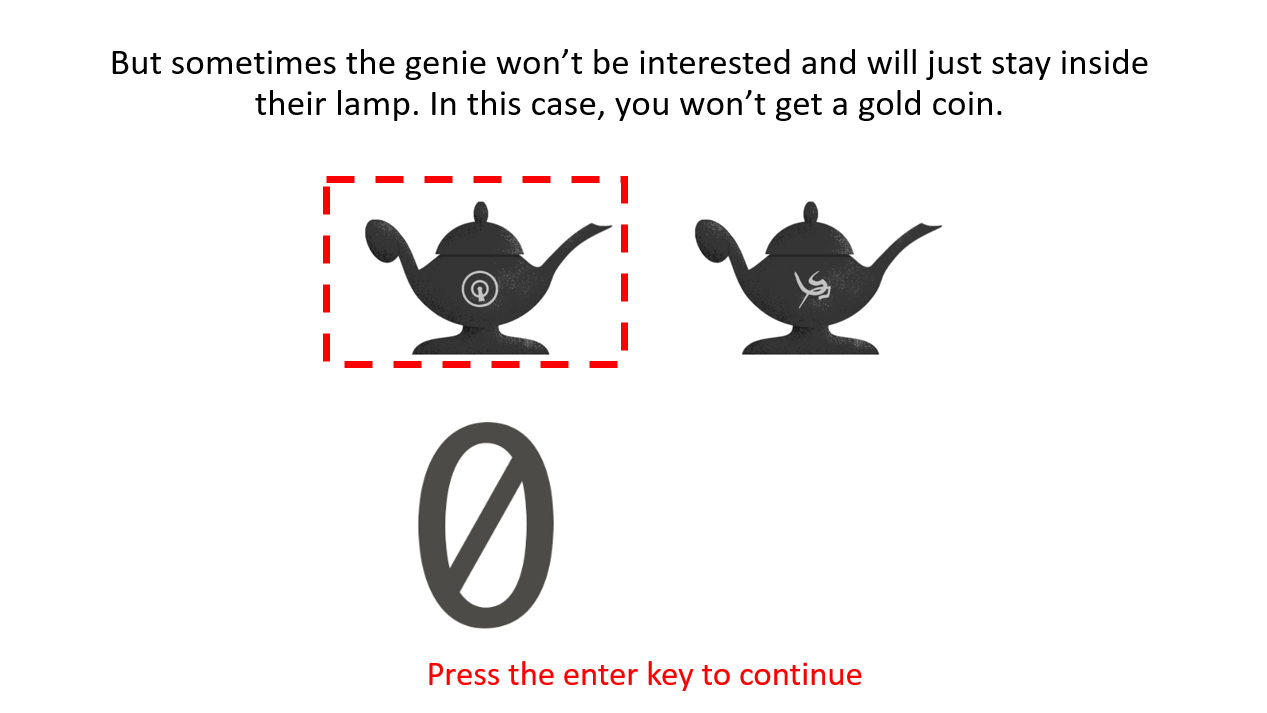 But sometimes the genie won’t be interested and will just stay inside
their lamp. In this case, you won’t get a gold coin.
0
Press the enter key to continue